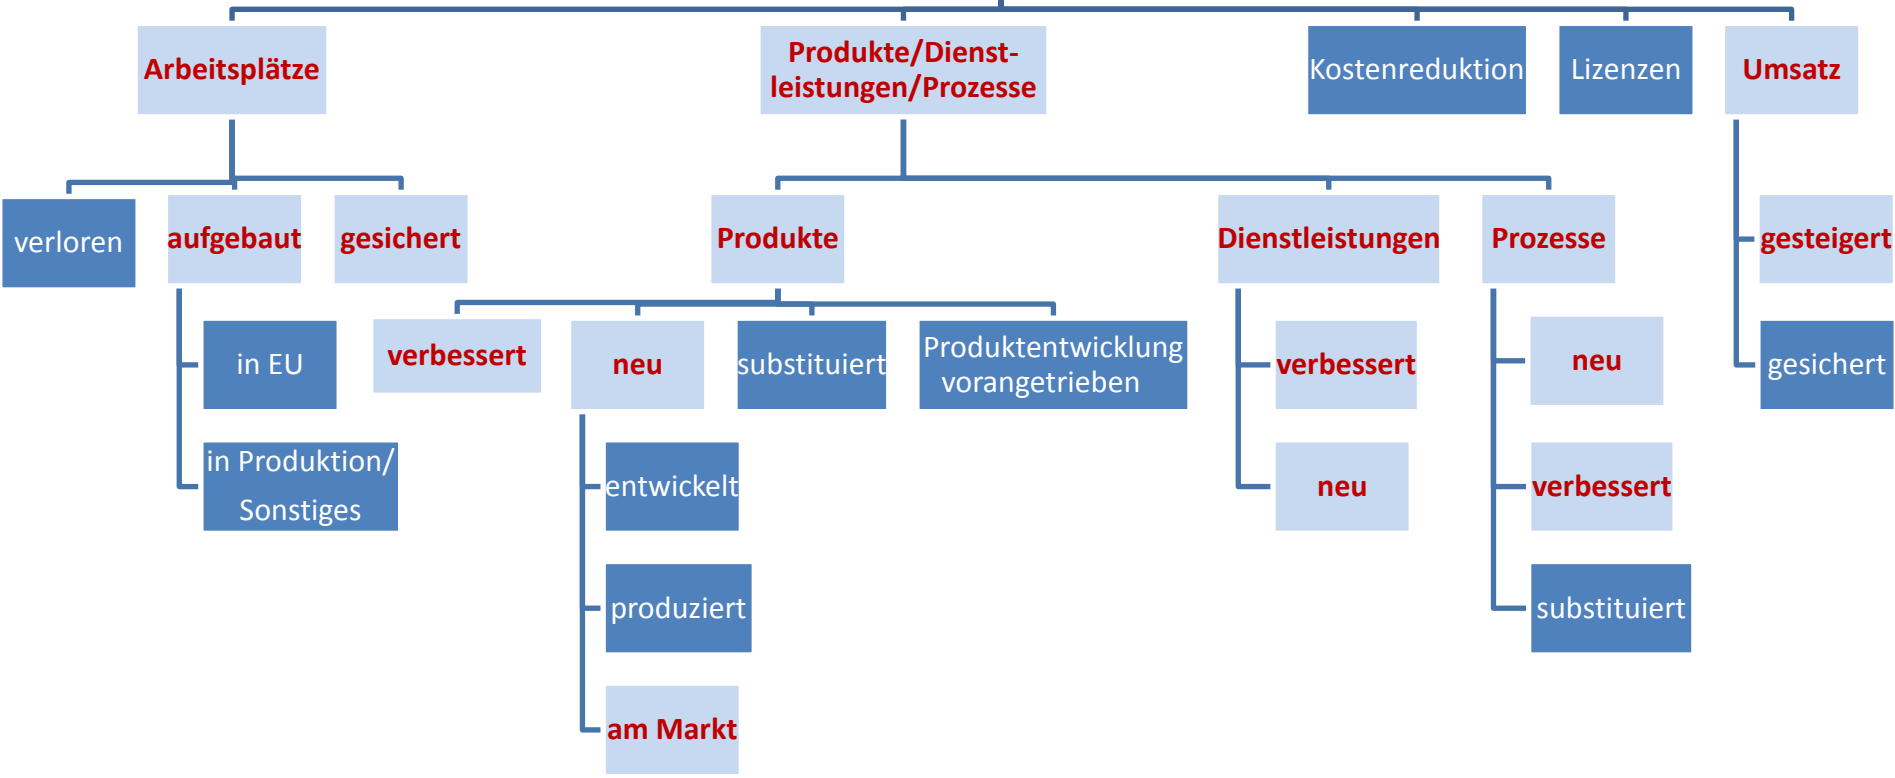 Arbeitsplätze
Produkte/Dienst-
leistungen/Prozesse
Kostenreduktion
Lizenzen
Umsatz
verloren
aufgebaut
gesichert
Produkte
Dienstleistungen
Prozesse
gesteigert
in EU
verbessert
neu
substituiert
Produktentwicklung
vorangetrieben
verbessert
neu
gesichert
in Produktion/
Sonstiges
entwickelt
neu
verbessert
produziert
substituiert
am Markt